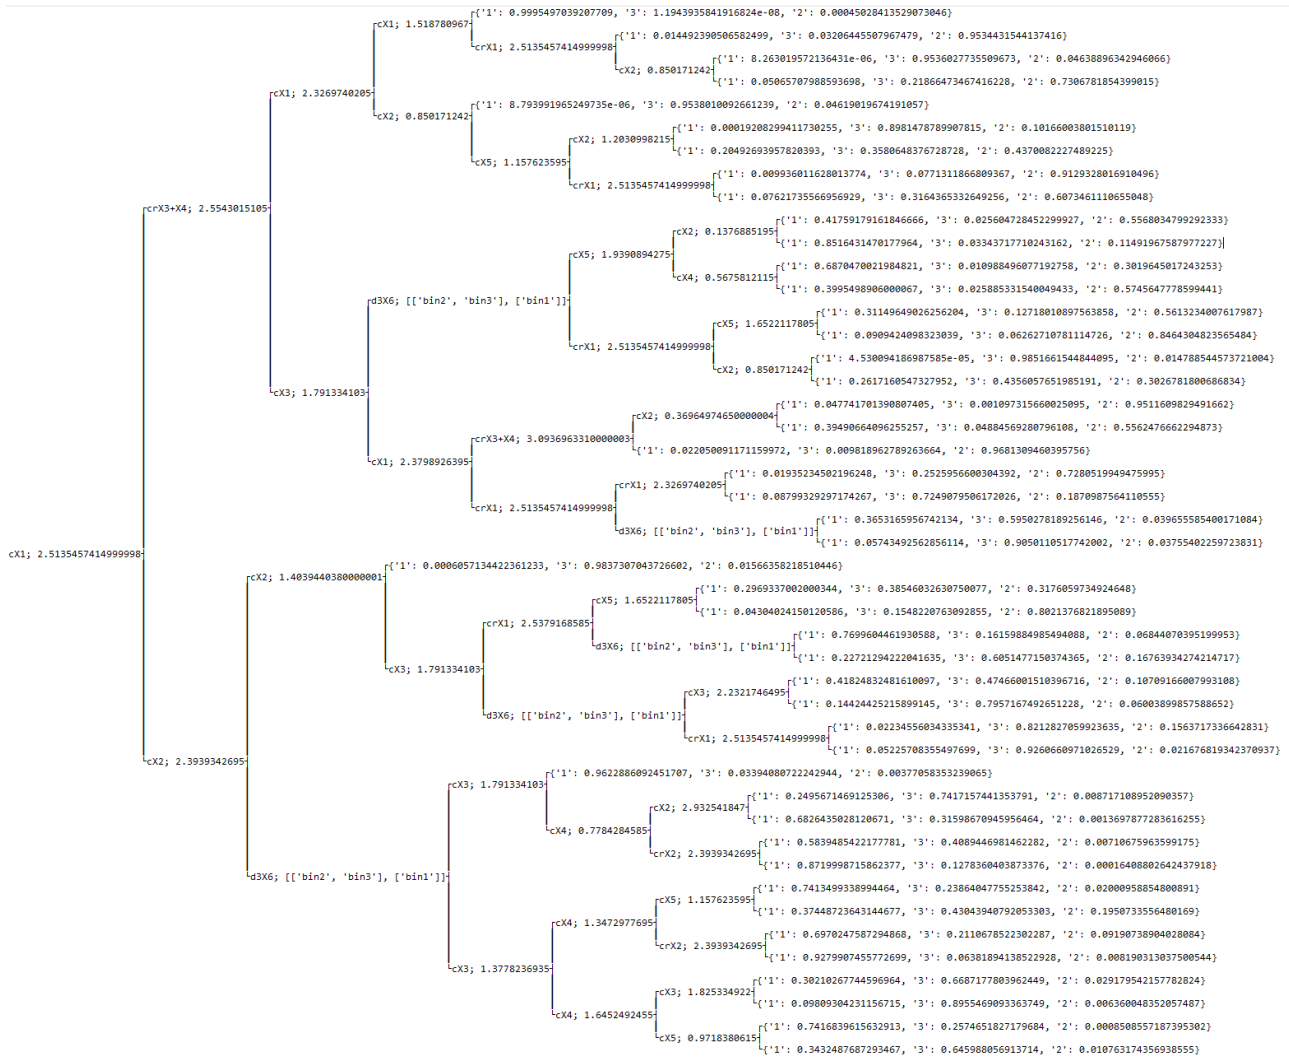 {'1': 0.9995497039207709, '3': 1.1943935841916824e-08, '2': 0.00045028413529073046}
cX1; 1.518780967
{'1': 0.014492390506582499, '3': 0.03206445507967479, '2': 0.9534431544137416}
crX1; 2.5135457414999998
{'1': 8.263019572136431e-06, '3': 0.9536027735509673, '2': 0.04638896342946066}
cX2; 0.850171242
{'1': 0.05065707988593698, '3': 0.21866473467416228, '2': 0.7306781854399015}
cX1; 2.3269740205
{'1': 8.793991965249735e-06, '3': 0.9538010092661239, '2': 0.04619019674191057}
cX2; 0.850171242
{'1': 0.00019208299411730255, '3': 0.8981478789907815, '2': 0.10166003801510119}
cX2; 1.2030998215
{'1': 0.20492693957820393, '3': 0.3580648376728728, '2': 0.4370082227489225}
cX5; 1.157623595
{'1': 0.009936011628013774, '3': 0.0771311866809367, '2': 0.9129328016910496}
crX1; 2.5135457414999998
{'1': 0.07621735566956929, '3': 0.3164365332649256, '2': 0.6073461110655048}
crX3+X4; 2.5543015105
{'1': 0.41759179161846666, '3': 0.025604728452299927, '2': 0.5568034799292333}
cX2; 0.1376885195
{'1': 0.8516431470177964, '3': 0.03343717710243162, '2': 0.11491967587977227}
cX5; 1.9390894275
{'1': 0.6870470021984821, '3': 0.010988496077192758, '2': 0.3019645017243253}
cX4; 0.5675812115
{'1': 0.3995498906000067, '3': 0.025885331540049433, '2': 0.5745647778599441}
d3X6; [['bin2', 'bin3'], ['bin1']]
{'1': 0.31149649026256204, '3': 0.1271801089756385​8, '2': 0.5613234007617987}
cX5; 1.6522117805
{'1': 0.0909424098323039, '3': 0.06262710781114726, '2': 0.8464304823565484}
crX1; 2.5135457414999998
{'1': 4.530094186987585e-05, '3': 0.9851661544844095, '2': 0.014788544573721004}
cX2; 0.850171242
{'1': 0.2617160547327952, '3': 0.4356057651985191, '2': 0.3026781800686834}
cX3; 1.791334103
{'1': 0.047741701390807405, '3': 0.001097315660025095, '2': 0.9511609829491662}
cX2; 0.36964974650000004
{'1': 0.39490664096255257, '3': 0.04884569280796108, '2': 0.5562476662294873}
crX3+X4; 3.0936963310000003
{'1': 0.022050091171159972, '3': 0.009818962789263664, '2': 0.9681309460395756}
cX1; 2.3798926395
{'1': 0.01935234502196248, '3': 0.2525956600304392, '2': 0.7280519949475995}
crX1; 2.3269740205
{'1': 0.08799329297174267, '3': 0.7249079506172026, '2': 0.1870987564110555}
crX1; 2.5135457414999998
{'1': 0.3653165956742134, '3': 0.5950278189256146, '2': 0.039655585400171084}
d3X6; [['bin2', 'bin3'], ['bin1']]
{'1': 0.05743492562856114, '3': 0.9050110517742002, '2': 0.03755402259723831}
cX1; 2.5135457414999998
{'1': 0.0006057134422361233, '3': 0.9837307043726602, '2': 0.01566358218510446}
cX2; 1.4039440380000001
{'1': 0.2969337002000344, '3': 0.38546032630750077, '2': 0.3176059734924648}
cX5; 1.6522117805
{'1': 0.04304024150120586, '3': 0.1548220763092855, '2': 0.8021376821895089}
crX1; 2.5379168585
{'1': 0.7699604461930588, '3': 0.16159884985494088, '2': 0.06844070395199953}
d3X6; [['bin2', 'bin3'], ['bin1']]
{'1': 0.22721294222041635, '3': 0.6051477150374365, '2': 0.16763934274214717}
cX3; 1.791334103
{'1': 0.41824832481610097, '3': 0.4746600151039671​6, '2': 0.10709166007993108}
cX3; 2.2321746495
{'1': 0.14424425215899145, '3': 0.7957167492651228, '2': 0.06003899857588652}
d3X6; [['bin2', 'bin3'], ['bin1']]
{'1': 0.02234556034335341, '3': 0.8212827059923635, '2': 0.1563717336642831}
crX1; 2.5135457414999998
{'1': 0.05225708355497699, '3': 0.9260660971026529, '2': 0.021676819342370937}
cX2; 2.3939342695
{'1': 0.9622886092451707, '3': 0.03394080722242944, '2': 0.00377058353239065}
cX3; 1.791334103
{'1': 0.2495671469125306, '3': 0.7417157441353791, '2': 0.008717108952090357}
cX2; 2.932541847
{'1': 0.6826435028120671, '3': 0.31598670945956464, '2': 0.0013697877283616255}
cX4; 0.7784284585
{'1': 0.5839485422177781, '3': 0.4089446981462282, '2': 0.00710675963599175}
crX2; 2.3939342695
{'1': 0.8719998715862377, '3': 0.1278360403873376, '2': 0.00016408802642437918}
d3X6; [['bin2', 'bin3'], ['bin1']]
{'1': 0.7413499338994464, '3': 0.23864047755253842, '2': 0.02000958854800891}
cX5; 1.157623595
{'1': 0.37448723643144677, '3': 0.43043940792053303, '2': 0.1950733556480169}
cX4; 1.3472977695
{'1': 0.6970247587294868, '3': 0.2110678522302287, '2': 0.09190738904028084}
crX2; 2.3939342695
{'1': 0.9279907455772699, '3': 0.06381894138522928, '2': 0.008190313037500544}
cX3; 1.3778236935
{'1': 0.30210267744596964, '3': 0.6687177803962449, '2': 0.029179542157782824}
cX3; 1.825334922
{'1': 0.09809304231156715, '3': 0.8955469093363749, '2': 0.006360048352057487}
cX4; 1.6452492455
{'1': 0.7416839615632913, '3': 0.2574651827179684, '2': 0.0008508557187395302}
cX5; 0.9718380615
{'1': 0.3432487687293467, '3': 0.645988056913714, '2': 0.010763174356938555}